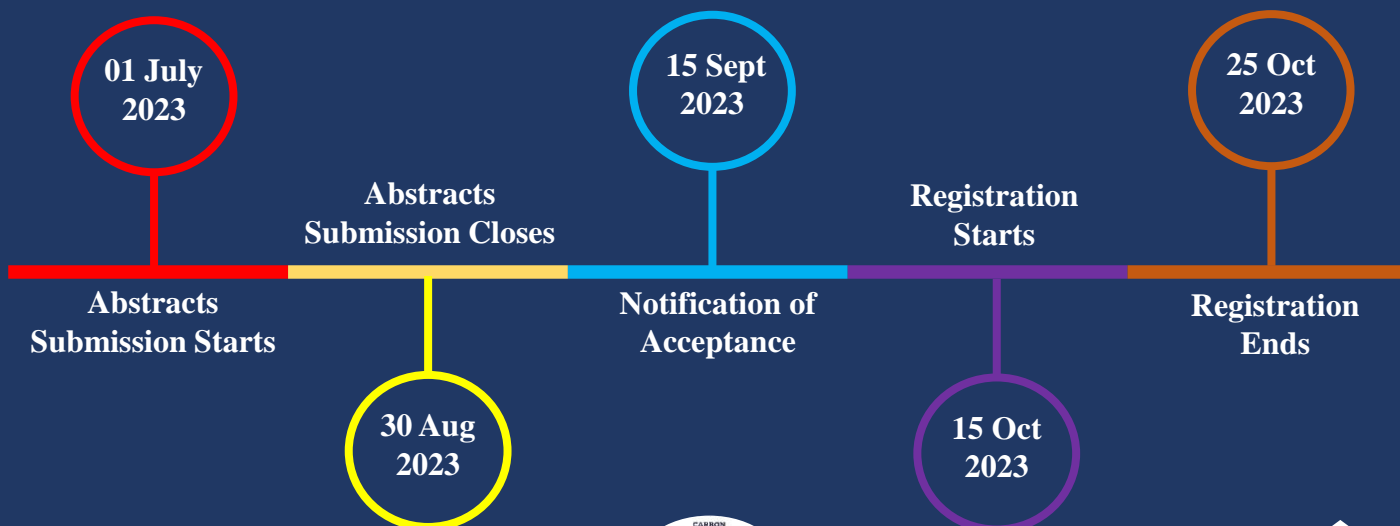 01 July
2023
Abstracts
Submission Starts
Abstracts
Submission Closes
30 Aug
2023
15 Sept
2023
Notification of
Acceptance
Registration
Starts
15 Oct
2023
25 Oct
2023
Registration
Ends
CARBON